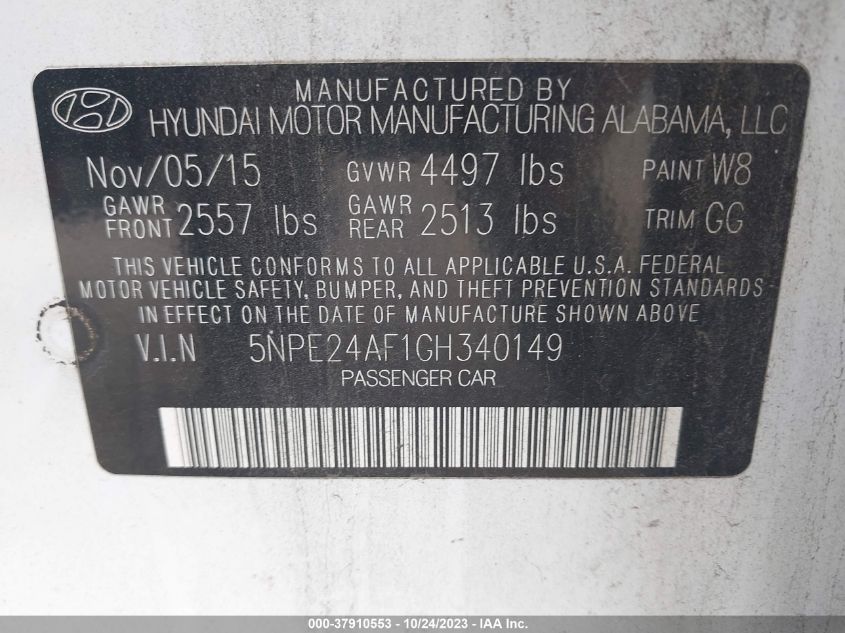 MANUFACTURED BY
HYUNDAI MOTOR MANUFACTURING ALABAMA, LLC
Nov/05/15 GVWR 4497 lbs PAINT W8
GAWR FRONT 2557 lbs GAWR REAR 2513 lbs TRIM GG
THIS VEHICLE CONFORMS TO ALL APPLICABLE U.S.A. FEDERAL
MOTOR VEHICLE SAFETY, BUMPER, AND THEFT PREVENTION STANDARDS
IN EFFECT ON THE DATE OF MANUFACTURE SHOWN ABOVE
V.I.N 5NPE24AF1GH340149
PASSENGER CAR
000-37910553 - 10/24/2023 - IAA Inc.